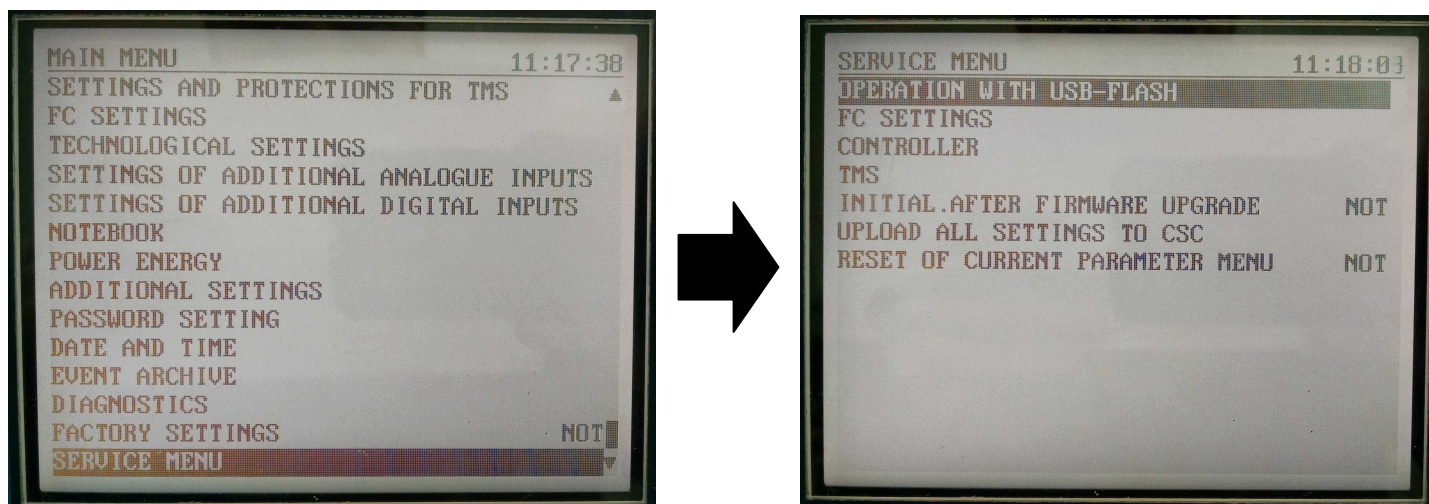 MAIN MENU 11:17:38
SETTINGS AND PROTECTIONS FOR TMS
FC SETTINGS
TECHNOLOGICAL SETTINGS
SETTINGS OF ADDITIONAL ANALOGUE INPUTS
SETTINGS OF ADDITIONAL DIGITAL INPUTS
NOTEBOOK
POWER ENERGY
ADDITIONAL SETTINGS
PASSWORD SETTING
DATE AND TIME
EVENT ARCHIVE
DIAGNOSTICS
FACTORY SETTINGS NOT
SERVICE MENU
SERVICE MENU 11:18:03
OPERATION WITH USB-FLASH
FC SETTINGS
CONTROLLER
TMS
INITIAL.AFTER FIRMWARE UPGRADE NOT
UPLOAD ALL SETTINGS TO CSC
RESET OF CURRENT PARAMETER MENU NOT